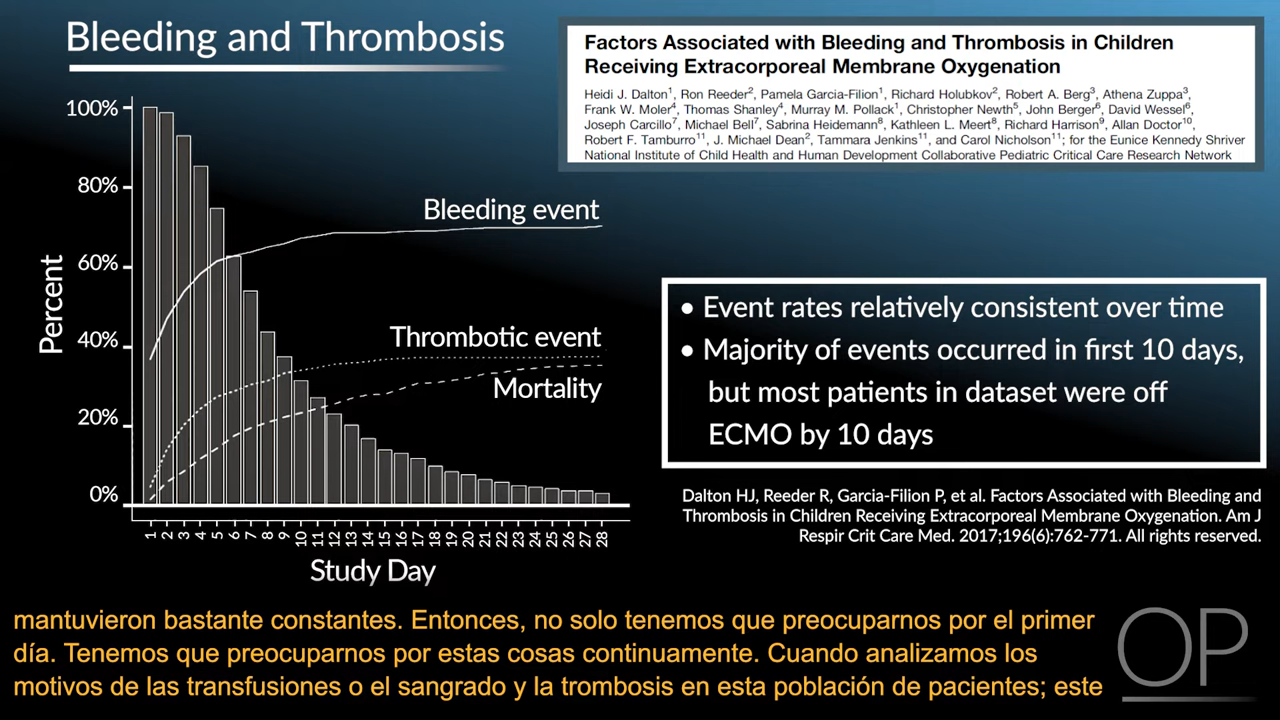 Bleeding and Thrombosis
Factors Associated with Bleeding and Thrombosis in Children
Receiving Extracorporeal Membrane Oxygenation
Heidi J. Dalton1, Ron Reeder2, Pamela Garcia-Filion1, Richard Holubkov2, Robert A. Berg3, Athena Zuppa3,
Frank W. Moler4, Thomas Shanley4, Murray M. Pollack1, Christopher Newth5, John Berger6, David Wessel6,
Joseph Carcillo7, Michael Bell7, Sabrina Heidemann8, Kathleen L. Meert8, Richard Harrison9, Allan Doctor10,
Robert F. Tamburro11, J. Michael Dean2, Tammara Jenkins11, and Carol Nicholson11; for the Eunice Kennedy Shriver
National Institute of Child Health and Human Development Collaborative Pediatric Critical Care Research Network
100%
80%
60%
40%
20%
0%
Percent
Bleeding event
Thrombotic event
Mortality
1 2 3 4 5 6 7 8 9 10 11 12 13 14 15 16 17 18 19 20 21 22 23 24 25 26 27 28
Study Day
• Event rates relatively consistent over time
• Majority of events occurred in first 10 days,
but most patients in dataset were off
ECMO by 10 days
Dalton HJ, Reeder R, Garcia-Filion P, et al. Factors Associated with Bleeding and
Thrombosis in Children Receiving Extracorporeal Membrane Oxygenation. Am J
Respir Crit Care Med. 2017;196(6):762-771. All rights reserved.
mantuvieron bastante constantes. Entonces, no solo tenemos que preocuparnos por el primer
día. Tenemos que preocuparnos por estas cosas continuamente. Cuando analizamos los
motivos de las transfusiones o el sangrado y la trombosis en esta población de pacientes; este
OP